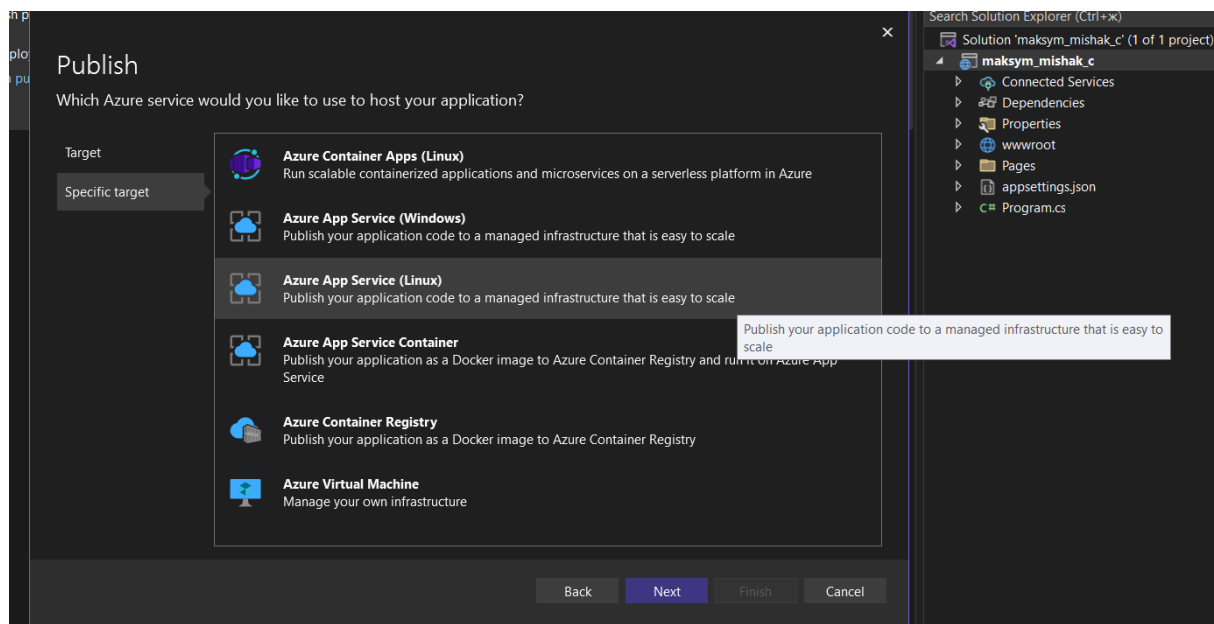 Search Solution Explorer (Ctrl+ж)
Solution 'maksym_mishak_c' (1 of 1 project)
maksym_mishak_c
Connected Services
Dependencies
Properties
wwwroot
Pages
appsettings.json
C# Program.cs
Publish
Which Azure service would you like to use to host your application?
Target
Specific target
Azure Container Apps (Linux)
Run scalable containerized applications and microservices on a serverless platform in Azure
Azure App Service (Windows)
Publish your application code to a managed infrastructure that is easy to scale
Azure App Service (Linux)
Publish your application code to a managed infrastructure that is easy to scale
Publish your application code to a managed infrastructure that is easy to
scale
Azure App Service Container
Publish your application as a Docker image to Azure Container Registry and run it on Azure App
Service
Azure Container Registry
Publish your application as a Docker image to Azure Container Registry
Azure Virtual Machine
Manage your own infrastructure
Back
Next
Finish
Cancel